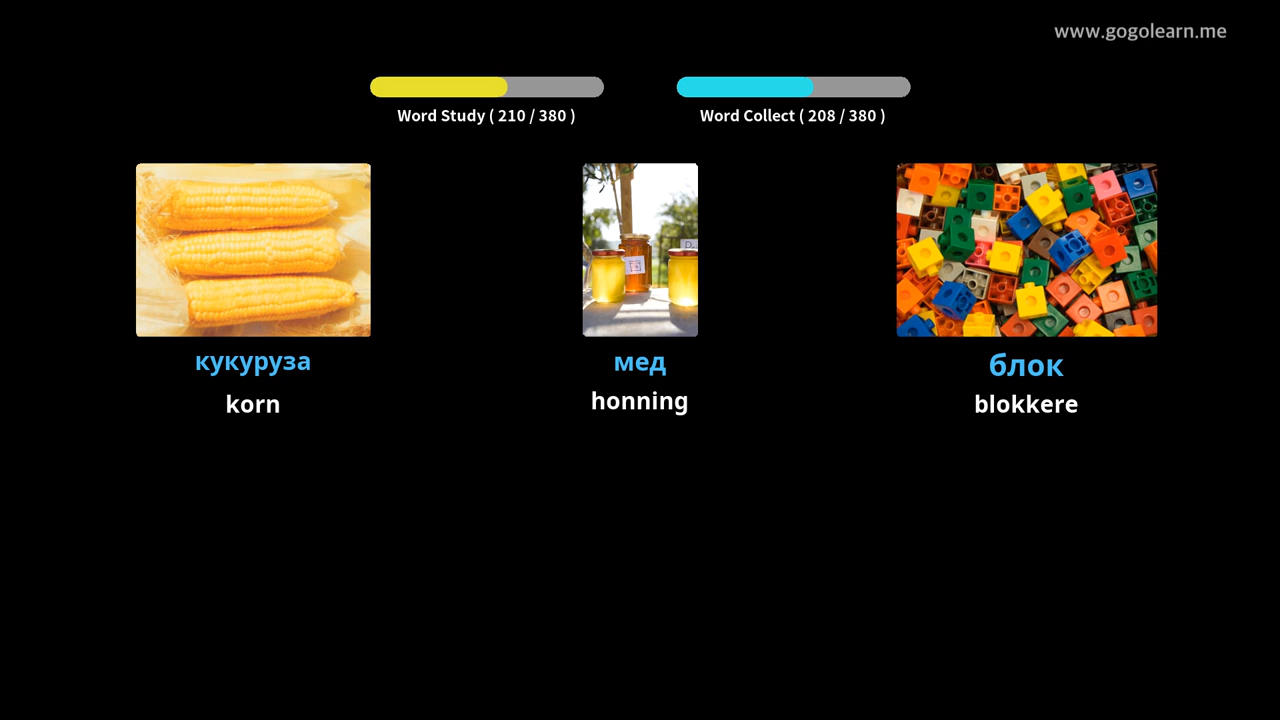 www.gogolearn.me
Word Study ( 210 / 380 )
Word Collect ( 208 / 380 )
кукуруза
korn
мед
honning
блок
blokkere